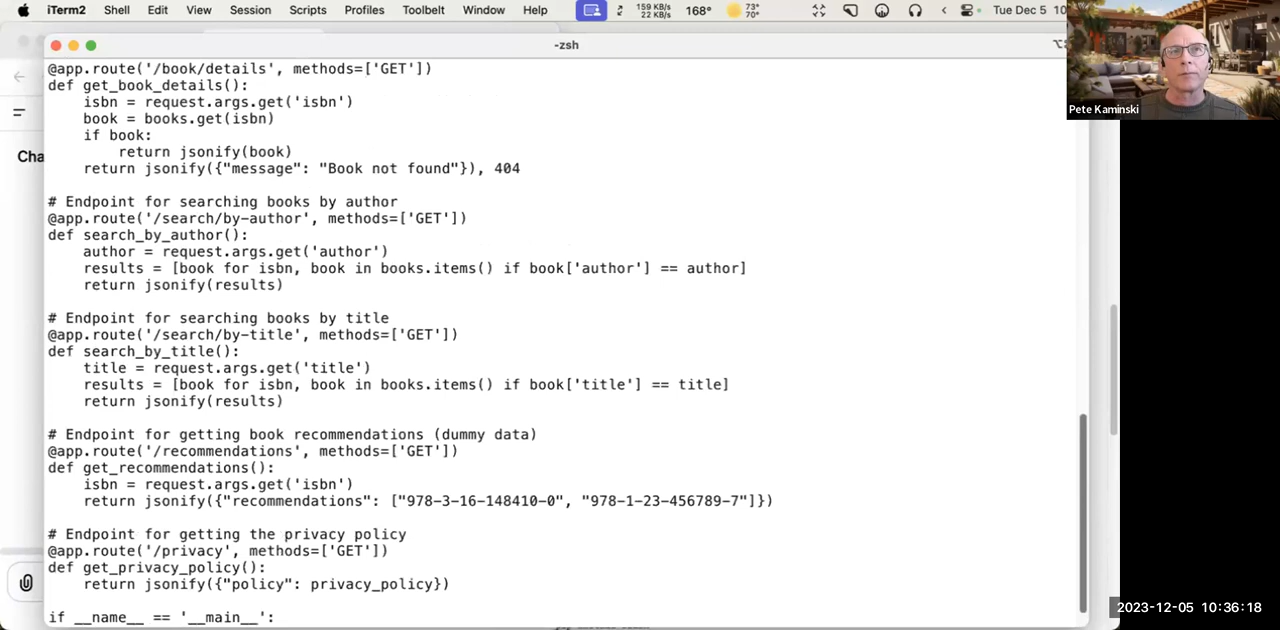 iTerm2 Shell Edit View Session Scripts Profiles Toolbelt Window Help 159 KB/s 22 KB/s 168° 73° 70° Tue Dec 5 10
-zsh
@app.route('/book/details', methods=['GET'])
def get_book_details():
    isbn = request.args.get('isbn')
    book = books.get(isbn)
    if book:
        return jsonify(book)
    return jsonify({"message": "Book not found"}), 404
# Endpoint for searching books by author
@app.route('/search/by-author', methods=['GET'])
def search_by_author():
    author = request.args.get('author')
    results = [book for isbn, book in books.items() if book['author'] == author]
    return jsonify(results)
# Endpoint for searching books by title
@app.route('/search/by-title', methods=['GET'])
def search_by_title():
    title = request.args.get('title')
    results = [book for isbn, book in books.items() if book['title'] == title]
    return jsonify(results)
# Endpoint for getting book recommendations (dummy data)
@app.route('/recommendations', methods=['GET'])
def get_recommendations():
    isbn = request.args.get('isbn')
    return jsonify({"recommendations": ["978-3-16-148410-0", "978-1-23-456789-7"]})
# Endpoint for getting the privacy policy
@app.route('/privacy', methods=['GET'])
def get_privacy_policy():
    return jsonify({"policy": privacy_policy})
if __name__ == '__main__':
Cha
Pete Kaminski
2023-12-05 10:36:18